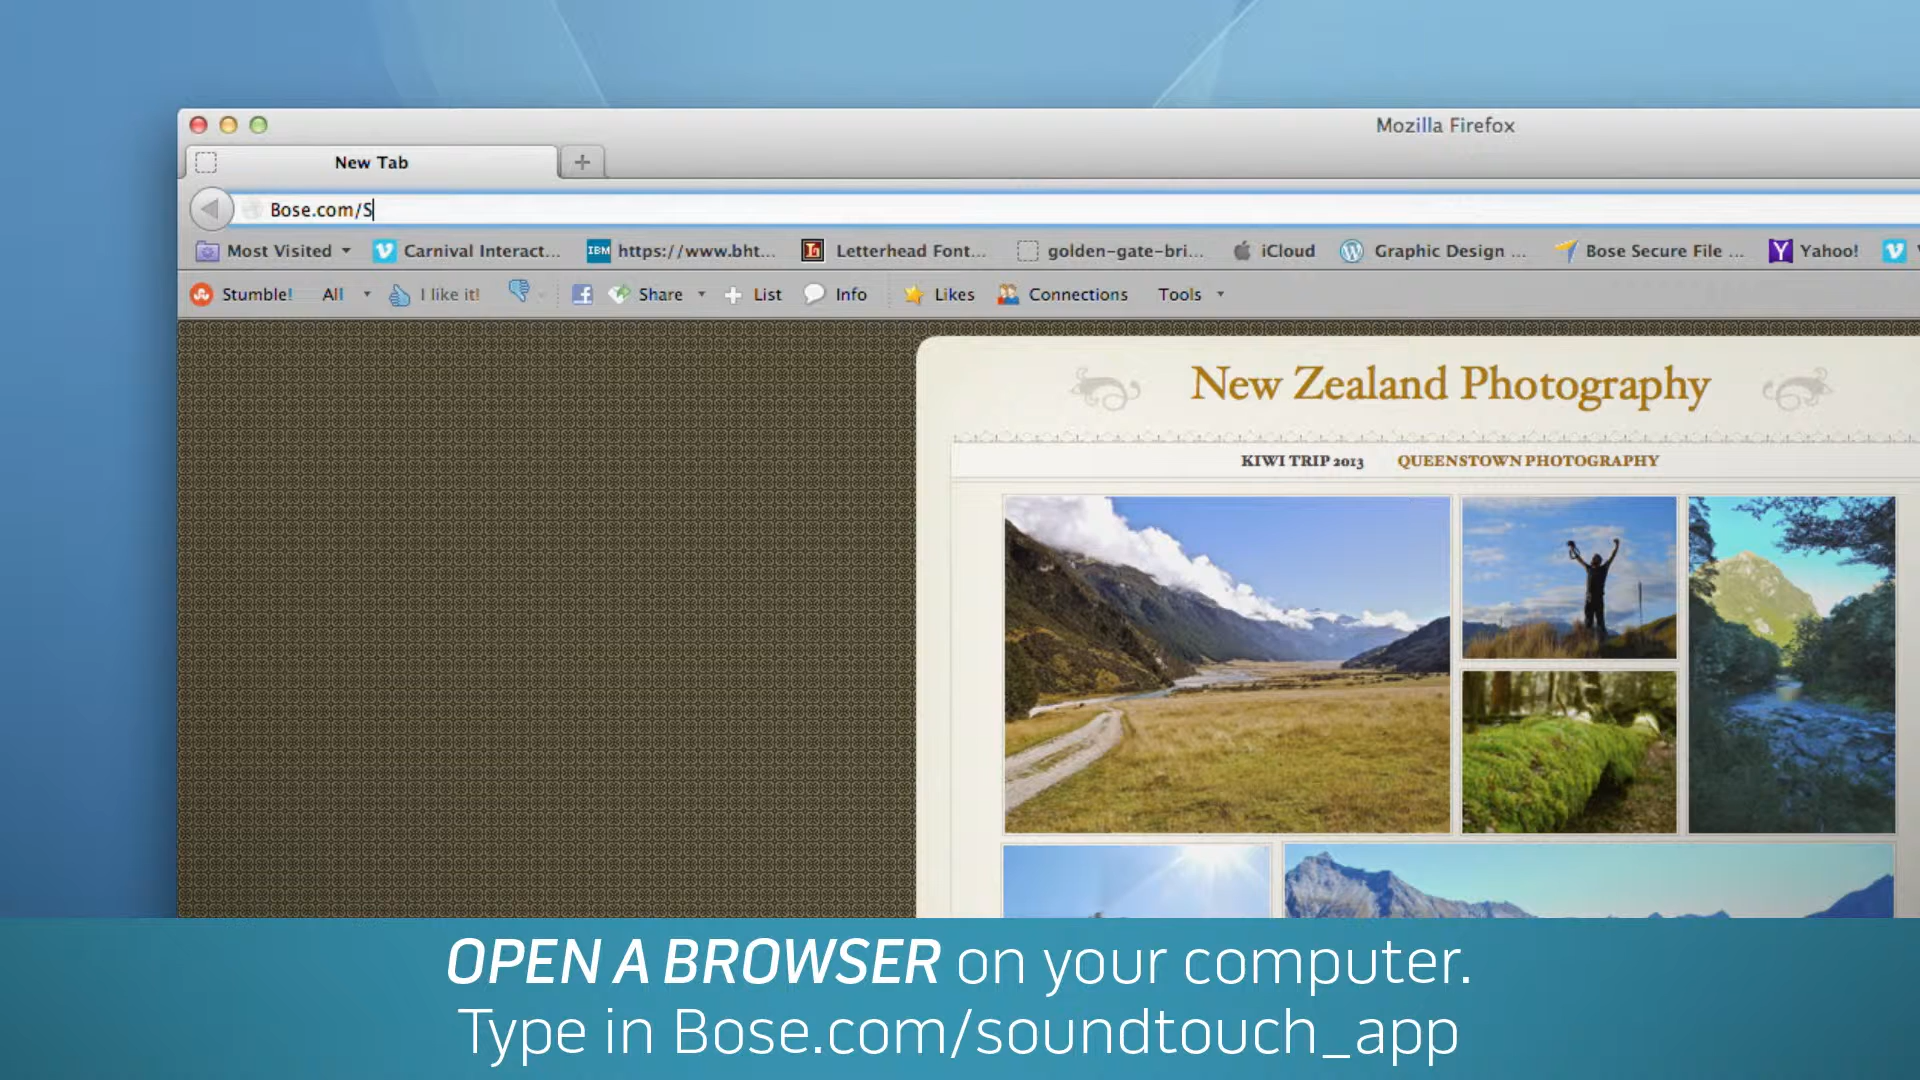 Mozilla Firefox
New Tab
Bose.com/S
Most Visited Carnival Interact... IBM https://www.bht... Letterhead Font... golden-gate-bri... iCloud Graphic Design ... Bose Secure File ... Yahoo!
Stumble! All I like it! Share List Info Likes Connections Tools
New Zealand Photography
KIWI TRIP 2013 QUEENSTOWN PHOTOGRAPHY
OPEN A BROWSER on your computer.
Type in Bose.com/soundtouch_app